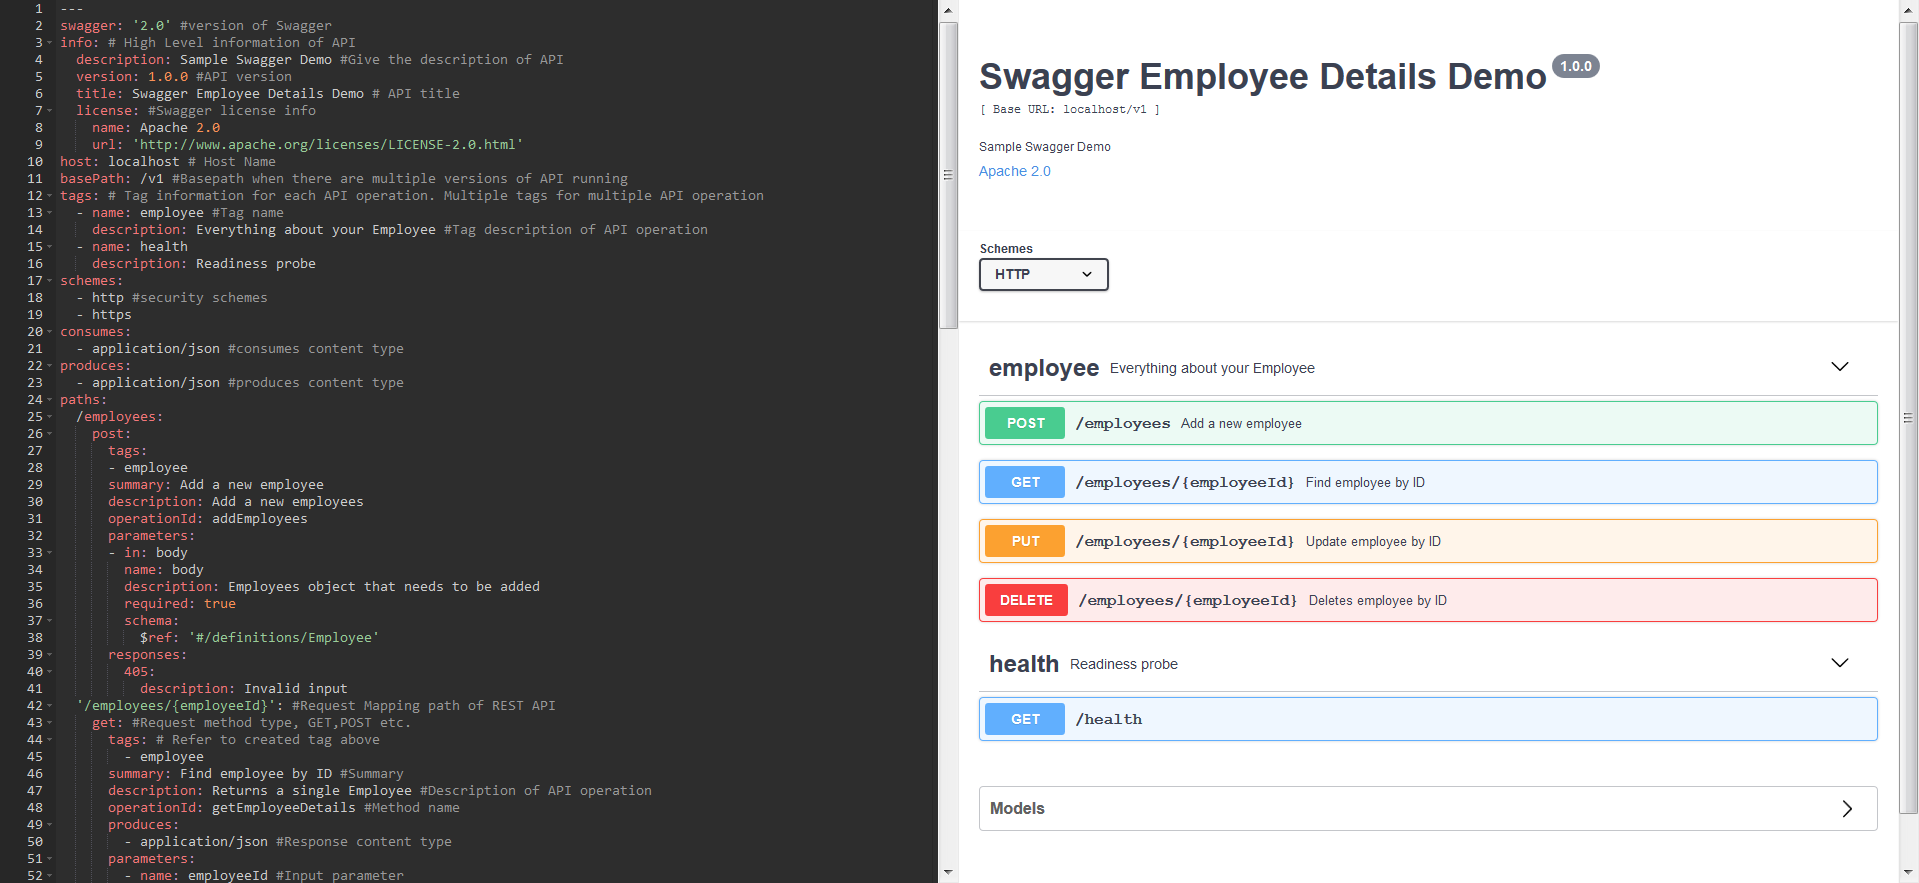 1 ---
2 swagger: '2.0' #version of Swagger
3 info: # High Level information of API
4 description: Sample Swagger Demo #Give the description of API
5 version: 1.0.0 #API version
6 title: Swagger Employee Details Demo # API title
7 license: #Swagger license info
8 name: Apache 2.0
9 url: 'http://www.apache.org/licenses/LICENSE-2.0.html'
10 host: localhost # Host Name
11 basePath: /v1 #Basepath when there are multiple versions of API running
12 tags: # Tag information for each API operation. Multiple tags for multiple API operation
13 - name: employee #Tag name
14 description: Everything about your Employee #Tag description of API operation
15 - name: health
16 description: Readiness probe
17 schemes:
18 - http #security schemes
19 - https
20 consumes:
21 - application/json #consumes content type
22 produces:
23 - application/json #produces content type
24 paths:
25 /employees:
26 post:
27 tags:
28 - employee
29 summary: Add a new employee
30 description: Add a new employees
31 operationId: addEmployees
32 parameters:
33 - in: body
34 name: body
35 description: Employees object that needs to be added
36 required: true
37 schema:
38 $ref: '#/definitions/Employee'
39 responses:
40 405:
41 description: Invalid input
42 '/employees/{employeeId}': #Request Mapping path of REST API
43 get: #Request method type, GET,POST etc.
44 tags: # Refer to created tag above
45 - employee
46 summary: Find employee by ID #Summary
47 description: Returns a single Employee #Description of API operation
48 operationId: getEmployeeDetails #Method name
49 produces:
50 - application/json #Response content type
51 parameters:
52 - name: employeeId #Input parameter
Swagger Employee Details Demo 1.0.0
[ Base URL: localhost/v1 ]
Sample Swagger Demo
Apache 2.0
Schemes
HTTP
employee Everything about your Employee
POST /employees Add a new employee
GET /employees/{employeeId} Find employee by ID
PUT /employees/{employeeId} Update employee by ID
DELETE /employees/{employeeId} Deletes employee by ID
health Readiness probe
GET /health
Models